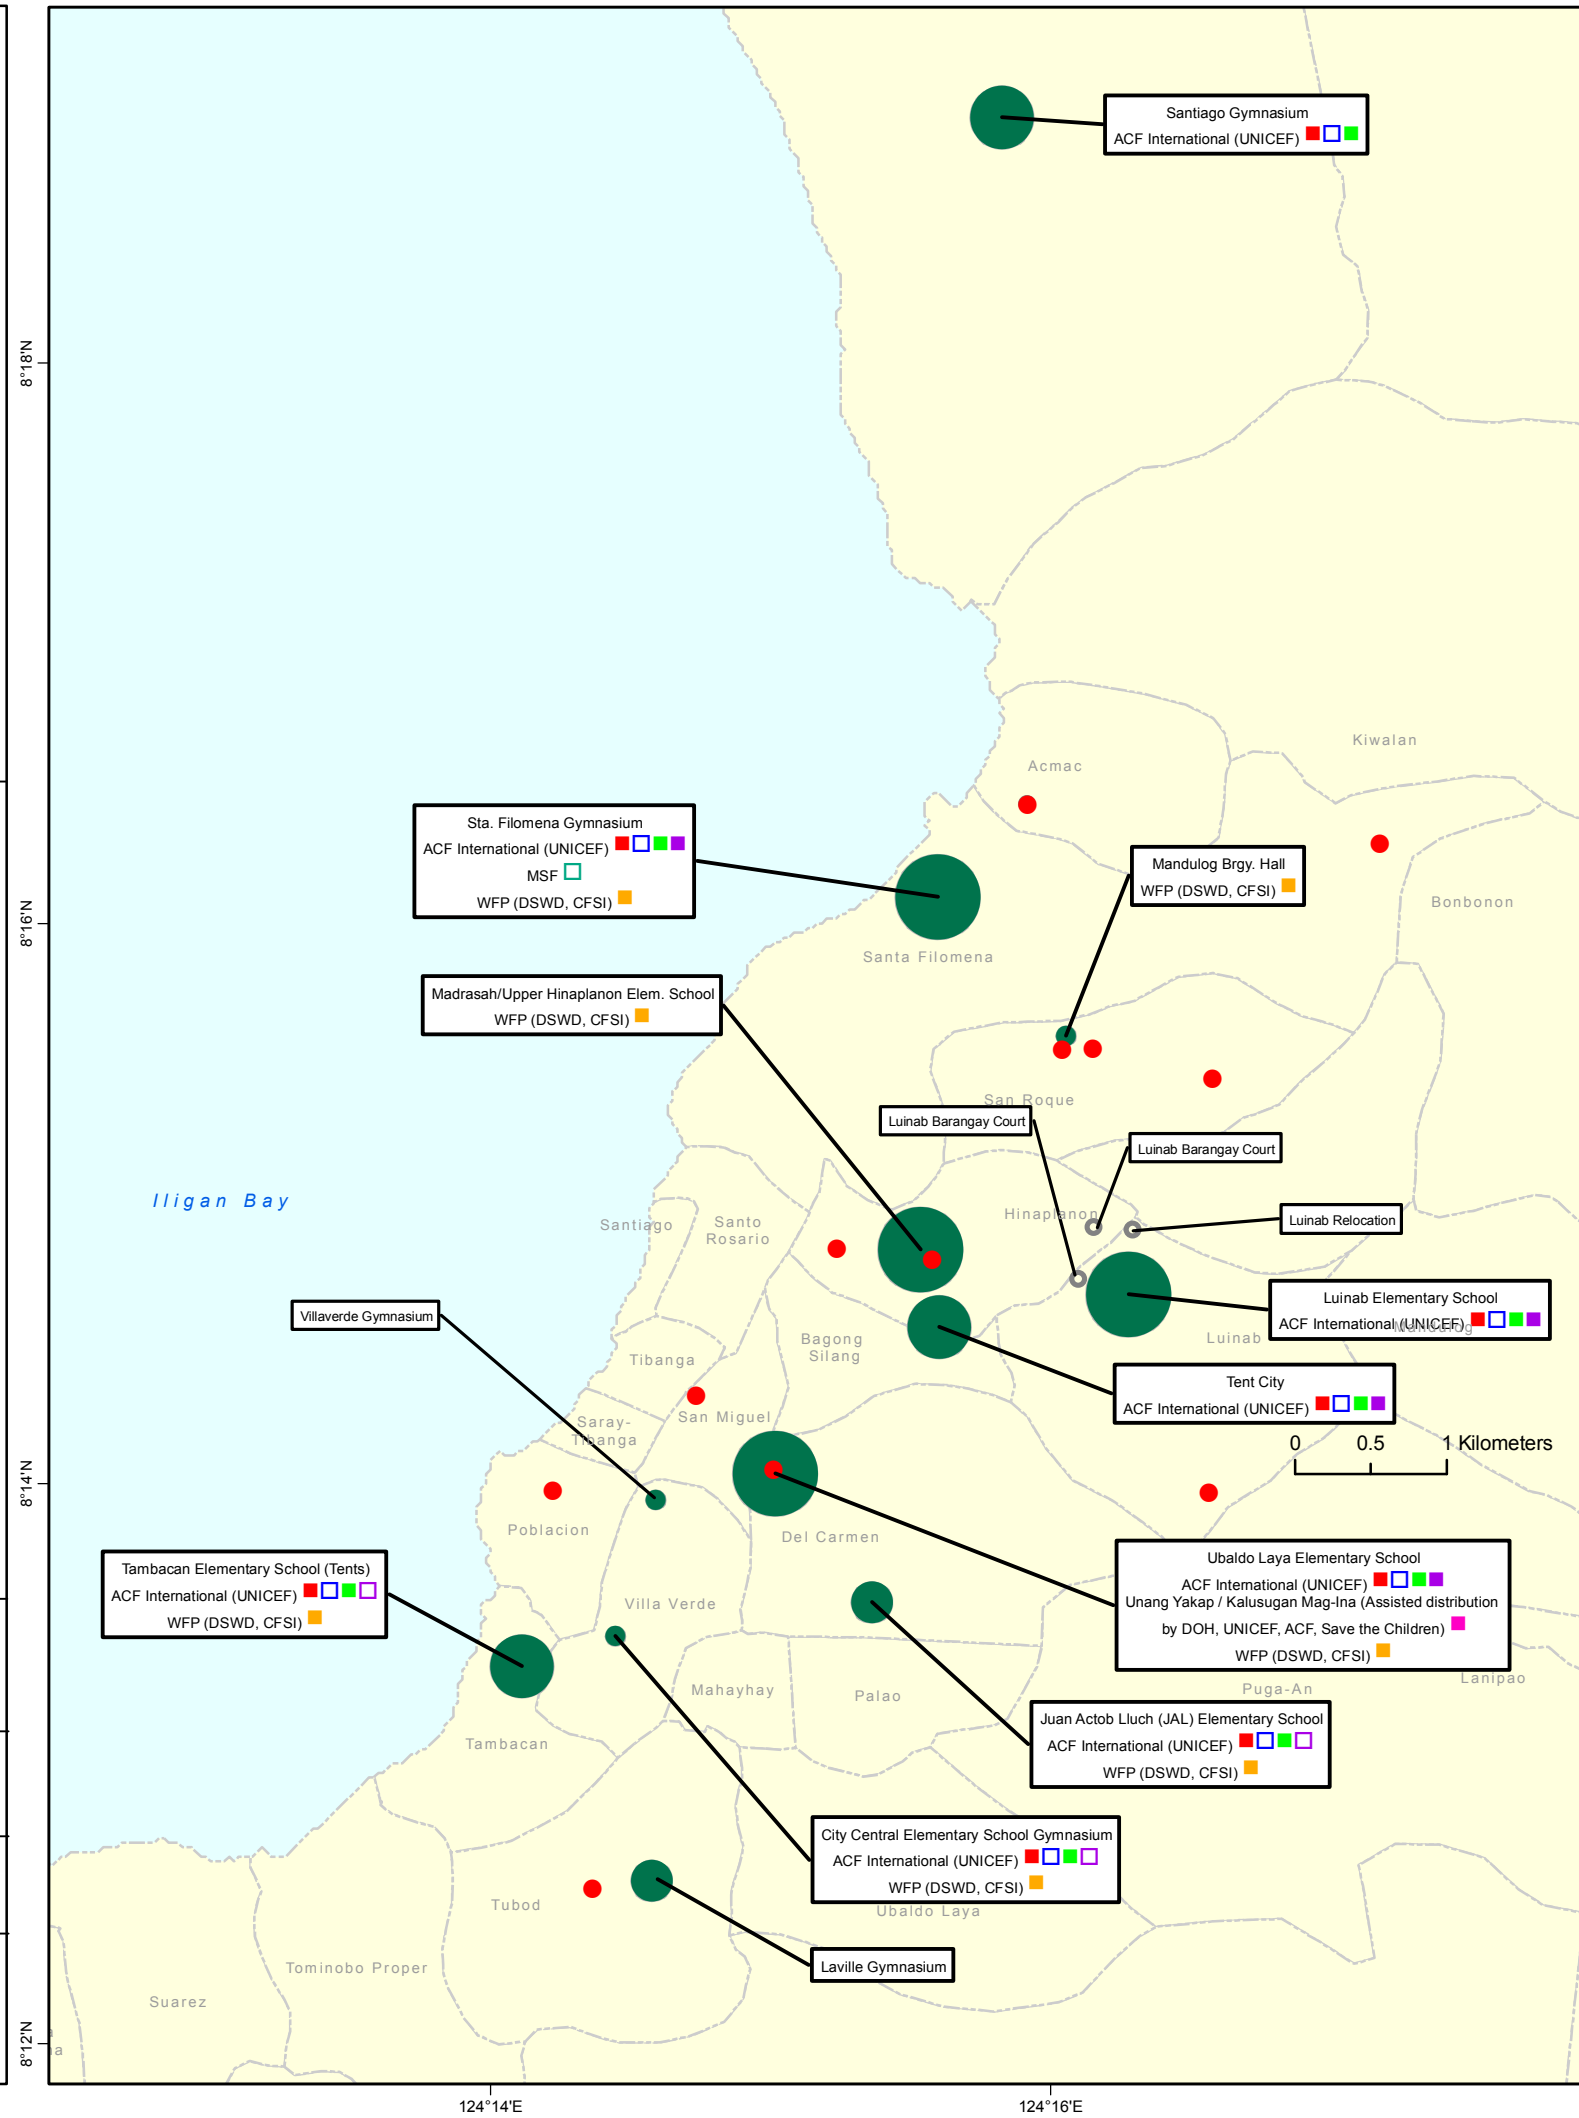 Santiago Gymnasium
ACF International (UNICEF)
8°18'N
Kiwalan
Acmac
Sta. Filomena Gymnasium
ACF International (UNICEF)
MSF
WFP (DSWD, CFSI)
Mandulog Brgy. Hall
WFP (DSWD, CFSI)
Bonbonon
8°16'N
Santa Filomena
Madrasah/Upper Hinaplanon Elem. School
WFP (DSWD, CFSI)
San Roque
Luinab Barangay Court
Luinab Barangay Court
Iligan Bay
Hinaplanon
Luinab Relocation
Santiago
Santo
Rosario
Luinab Elementary School
ACF International (UNICEF)
Mandulog
Villaverde Gymnasium
Luinab
Bagong
Silang
Tibanga
Tent City
ACF International (UNICEF)
San Miguel
Saray-
Tibanga
0 0.5 1 Kilometers
8°14'N
Poblacion
Del Carmen
Ubaldo Laya Elementary School
ACF International (UNICEF)
Unang Yakap / Kalusugan Mag-Ina (Assisted distribution
by DOH, UNICEF, ACF, Save the Children)
WFP (DSWD, CFSI)
Tambacan Elementary School (Tents)
ACF International (UNICEF)
WFP (DSWD, CFSI)
Villa Verde
Lanipao
Puga-An
Mahayhay
Palao
Juan Actob Lluch (JAL) Elementary School
ACF International (UNICEF)
WFP (DSWD, CFSI)
Tambacan
City Central Elementary School Gymnasium
ACF International (UNICEF)
WFP (DSWD, CFSI)
Tubod
Ubaldo Laya
Laville Gymnasium
Tominobo Proper
Suarez
8°12'N
124°14'E
124°16'E